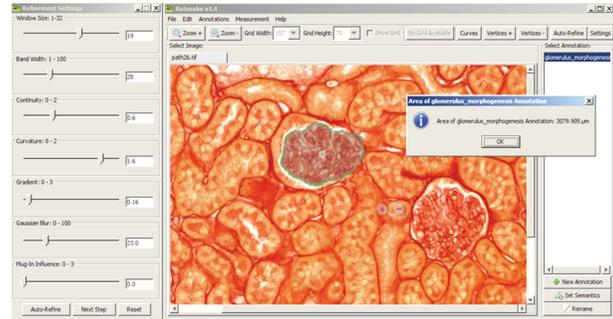 Refinement Settings
Window Size: 1-32
19
Band Width: 1 - 100
28
Continuity: 0 - 2
0.6
Curvature: 0 - 2
1.6
Gradient: 0 - 3
0.16
Gaussian Blur: 0 - 100
23.0
Plug-In Influence: 0 - 3
0.0
Auto-Refine Next Step Reset
Ratsnake v1.4
File Edit Annotations Measurement Help
Zoom + Zoom - Grid Width: 157 Grid Height: 75 Show Grid No Grid Available Curves Vertices + Vertices - Auto-Refine Settings
Select Image:
path26.tif
Select Annotation:
glomerulus_morphogenesis
Area of glomerulus_morphogenesis Annotation
Area of glomerulus_morphogenesis Annotation: 3079.905 µm
OK
New Annotation
Set Semantics
Rename